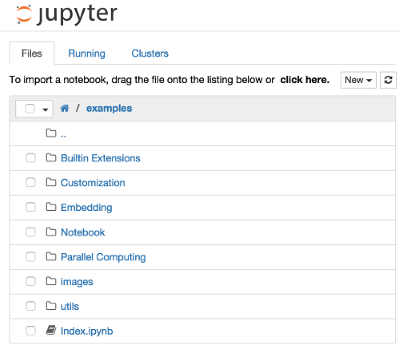 jupyter
Files Running Clusters
To import a notebook, drag the file onto the listing below or click here. New
/ examples
..
Builtin Extensions
Customization
Embedding
Notebook
Parallel Computing
images
utils
Index.ipynb